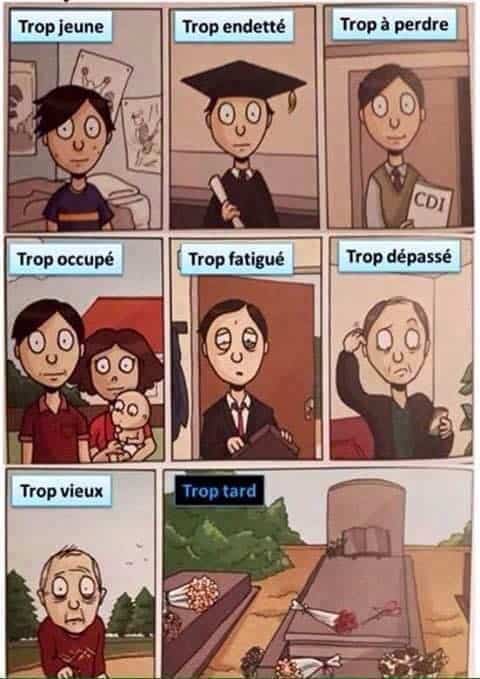 Trop jeune
Trop endetté
Trop à perdre
CDI
Trop occupé
Trop fatigué
Trop dépassé
Trop vieux
Trop tard